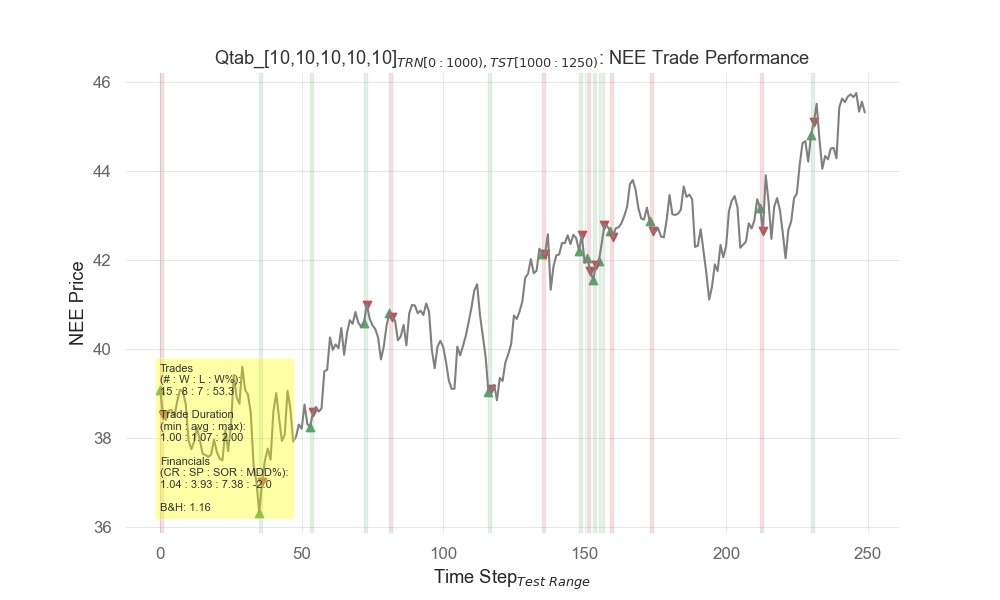 Qtab_[10,10,10,10,10]TRN[0 : 1000), TST[1000 : 1250): NEE Trade Performance
46
44
42
40
38
36
NEE Price
Trades
(# : W : L : W%):
15 : 8 : 7 : 53.3
Trade Duration
(min : avg : max):
1.00 : 1.07 : 2.00
Financials
(CR : SP : SOR : MDD%):
1.04 : 3.93 : 7.38 : -2.0
B&H: 1.16
0 50 100 150 200 250
Time StepTest Range